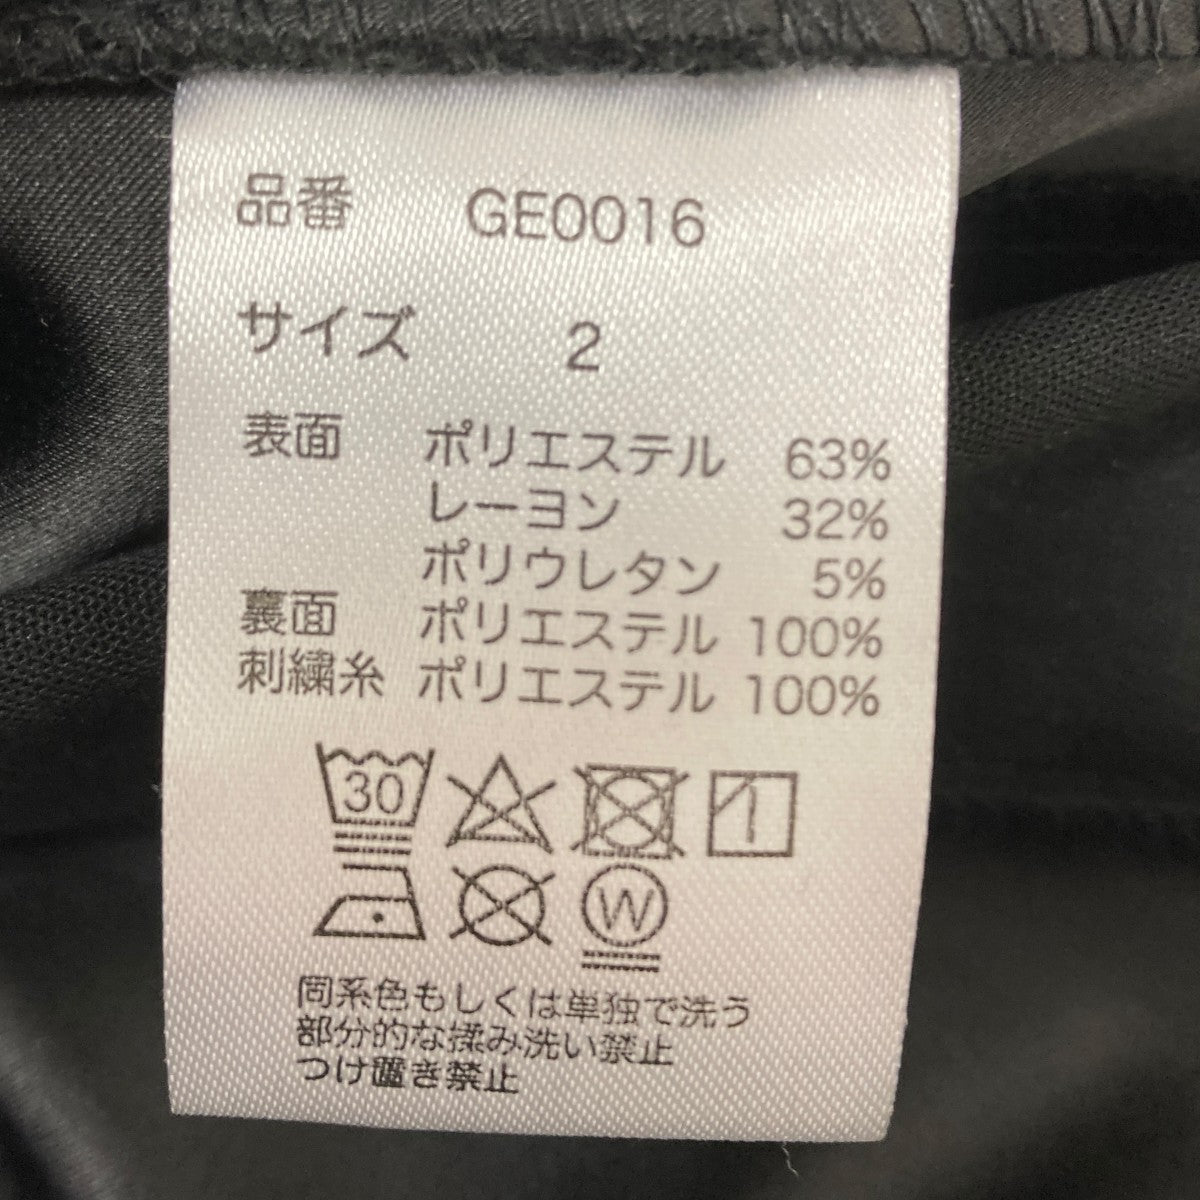 品番 GE0016
サイズ 2
表面 ポリエステル 63%
レーヨン 32%
ポリウレタン 5%
裏面 ポリエステル 100%
刺繍糸 ポリエステル 100%
30
W
同系色もしくは単独で洗う
部分的な揉み洗い禁止
つけ置き禁止